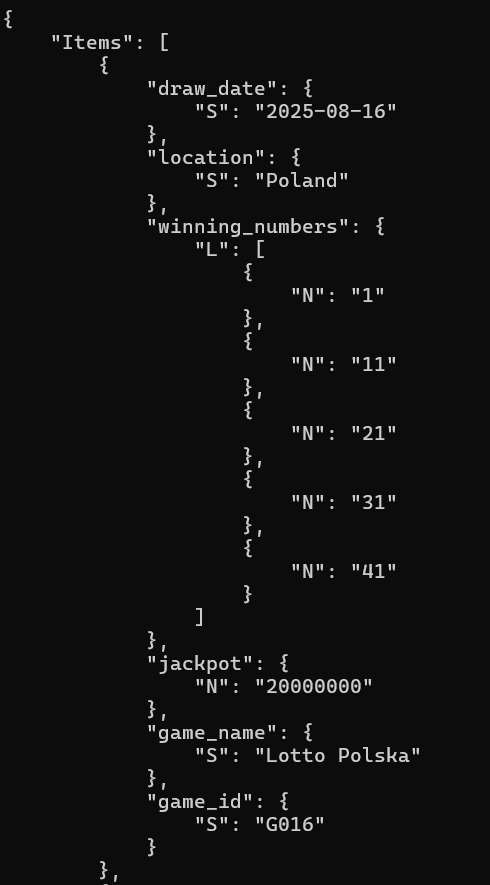 {
    "Items": [
        {
            "draw_date": {
                "S": "2025-08-16"
            },
            "location": {
                "S": "Poland"
            },
            "winning_numbers": {
                "L": [
                    {
                        "N": "1"
                    },
                    {
                        "N": "11"
                    },
                    {
                        "N": "21"
                    },
                    {
                        "N": "31"
                    },
                    {
                        "N": "41"
                    }
                ]
            },
            "jackpot": {
                "N": "20000000"
            },
            "game_name": {
                "S": "Lotto Polska"
            },
            "game_id": {
                "S": "G016"
            }
        },
        {